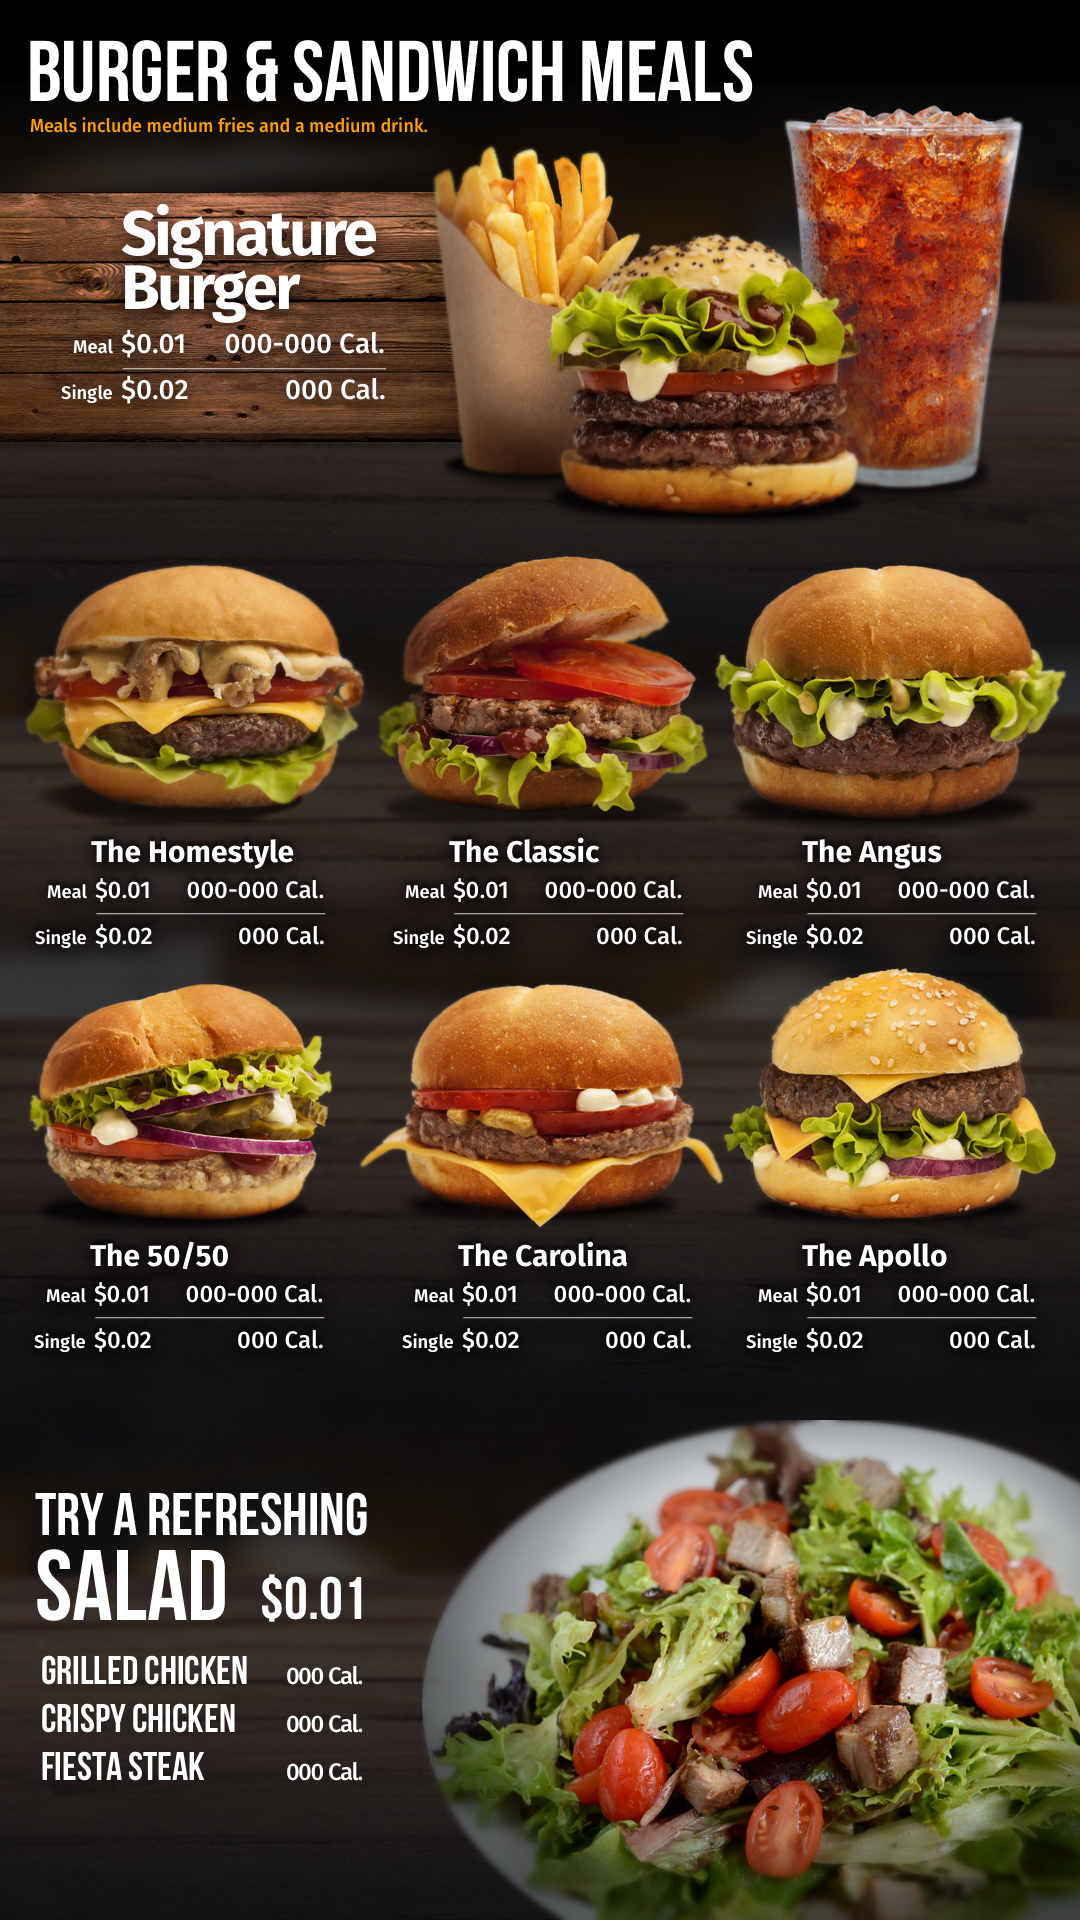 BURGER & SANDWICH MEALS
Meals include medium fries and a medium drink.
Signature
Burger
Meal $0.01 000-000 Cal.
Single $0.02 000 Cal.
The Homestyle
Meal $0.01 000-000 Cal.
Single $0.02 000 Cal.
The Classic
Meal $0.01 000-000 Cal.
Single $0.02 000 Cal.
The Angus
Meal $0.01 000-000 Cal.
Single $0.02 000 Cal.
The 50/50
Meal $0.01 000-000 Cal.
Single $0.02 000 Cal.
The Carolina
Meal $0.01 000-000 Cal.
Single $0.02 000 Cal.
The Apollo
Meal $0.01 000-000 Cal.
Single $0.02 000 Cal.
TRY A REFRESHING
SALAD $0.01
GRILLED CHICKEN 000 Cal.
CRISPY CHICKEN 000 Cal.
FIESTA STEAK 000 Cal.